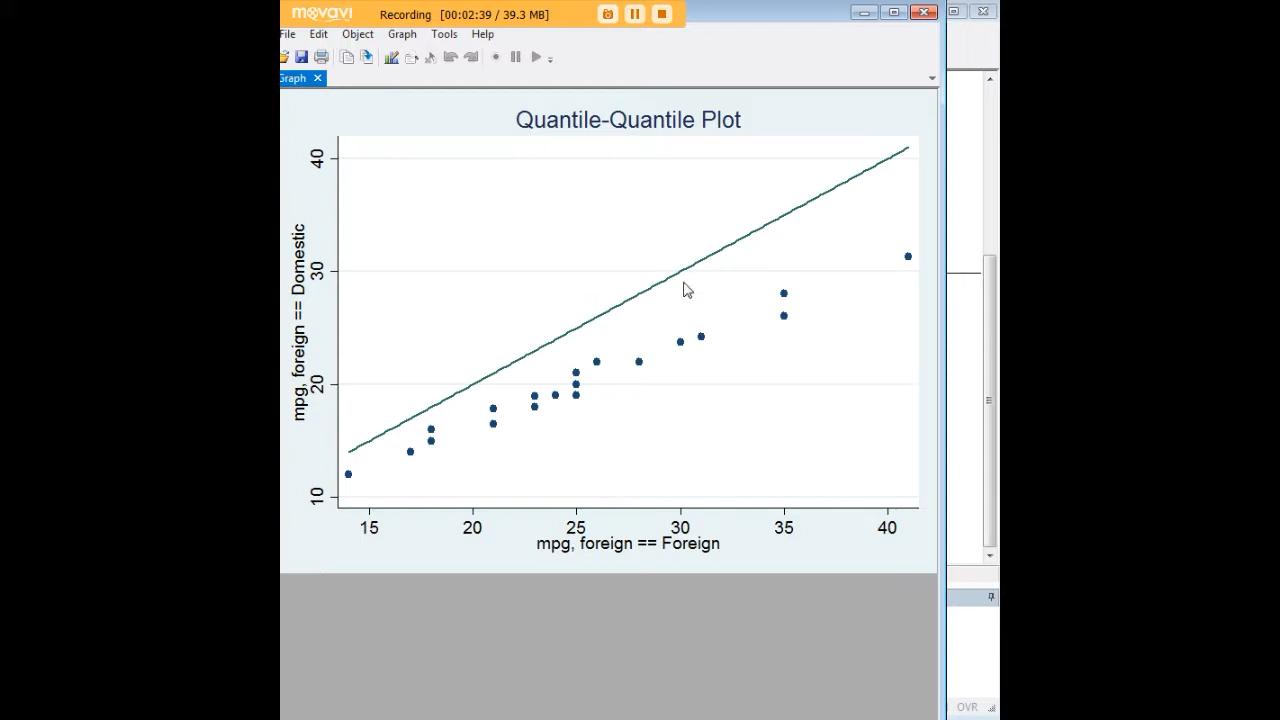 movavi Recording [00:02:39 / 39.3 MB]
File Edit Object Graph Tools Help
Graph
Quantile-Quantile Plot
40
30
20
10
mpg, foreign == Domestic
15 20 25 30 35 40
mpg, foreign == Foreign
OVR